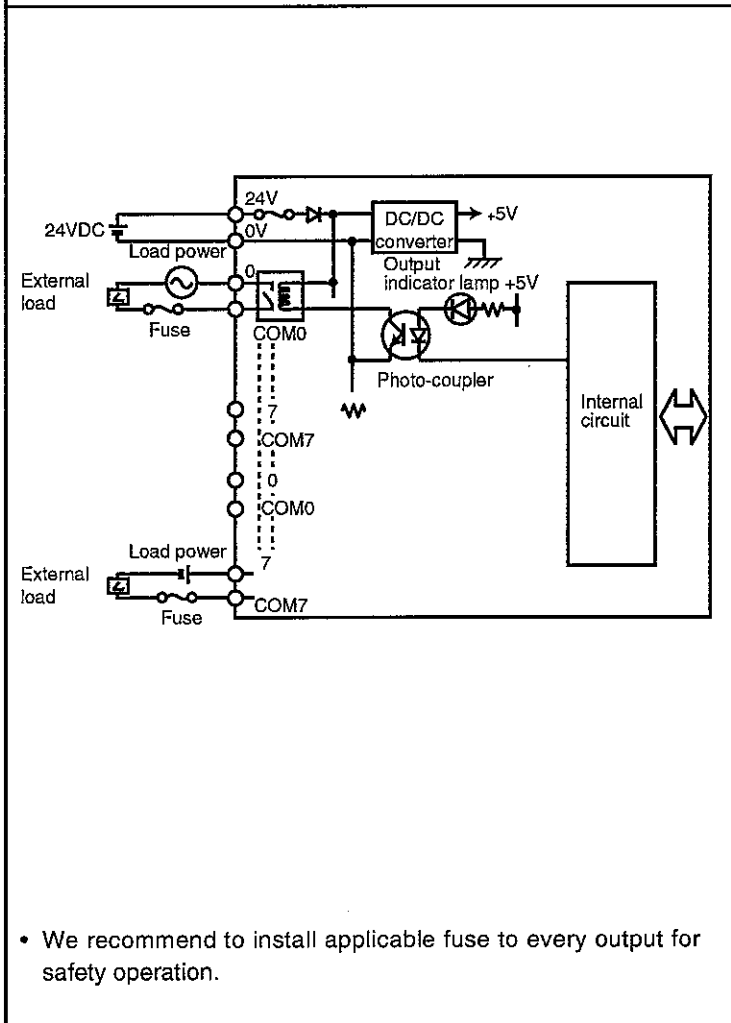 24V
24VDC
0V
DC/DC
converter
+5V
Load power
Output
indicator lamp +5V
External
load
0
Fuse
COM0
Photo-coupler
Internal
circuit
7
COM7
0
COM0
Load power
7
External
load
Fuse
COM7
• We recommend to install applicable fuse to every output for
safety operation.